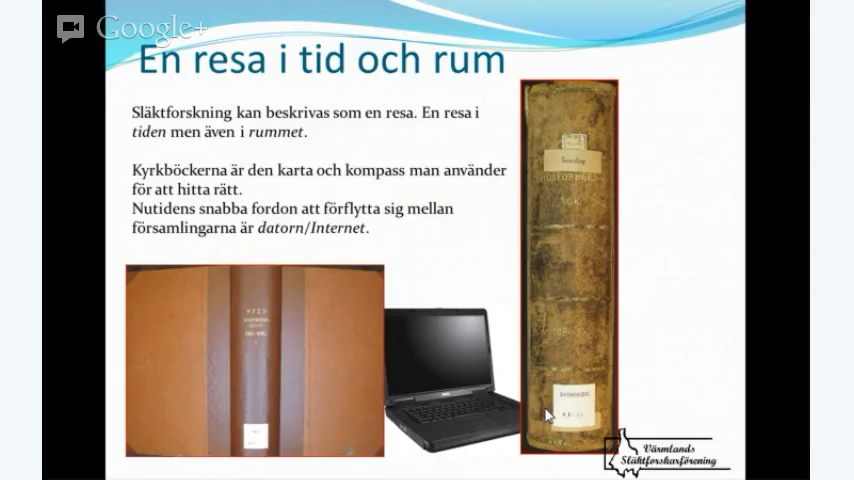 Google+
En resa i tid och rum
Släktforskning kan beskrivas som en resa. En resa i
tiden men även i rummet.
Kyrkböckerna är den karta och kompass man använder
för att hitta rätt.
Nutidens snabba fordon att förflytta sig mellan
församlingarna är datorn/Internet.
Värmlands
Släktforskarförening